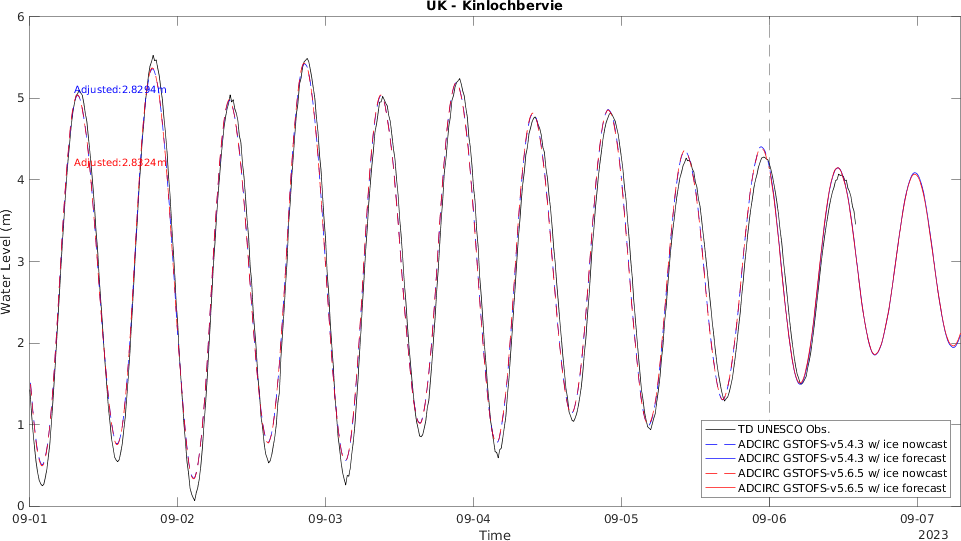 UK - Kinlochbervie
6
5
4
3
2
1
0
Water Level (m)
Adjusted:2.8294m
Adjusted:2.8324m
TD UNESCO Obs.
ADCIRC GSTOFS-v5.4.3 w/ ice nowcast
ADCIRC GSTOFS-v5.4.3 w/ ice forecast
ADCIRC GSTOFS-v5.6.5 w/ ice nowcast
ADCIRC GSTOFS-v5.6.5 w/ ice forecast
09-01 09-02 09-03 09-04 09-05 09-06 09-07
Time
2023